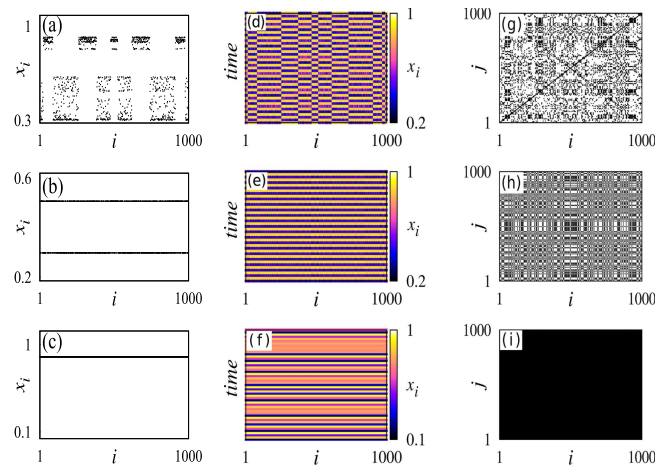 (a)
1
x_i
0.3
1 i 1000
(d)
time
1
x_i
0.2
1 i 1000
(g)
1000
j
1
1 i 1000
(b)
0.6
x_i
0.2
1 i 1000
(e)
time
1
x_i
0.2
1 i 1000
(h)
1000
j
1
1 i 1000
(c)
1
x_i
0.1
1 i 1000
(f)
time
1
x_i
0.1
1 i 1000
(i)
1000
j
1
1 i 1000